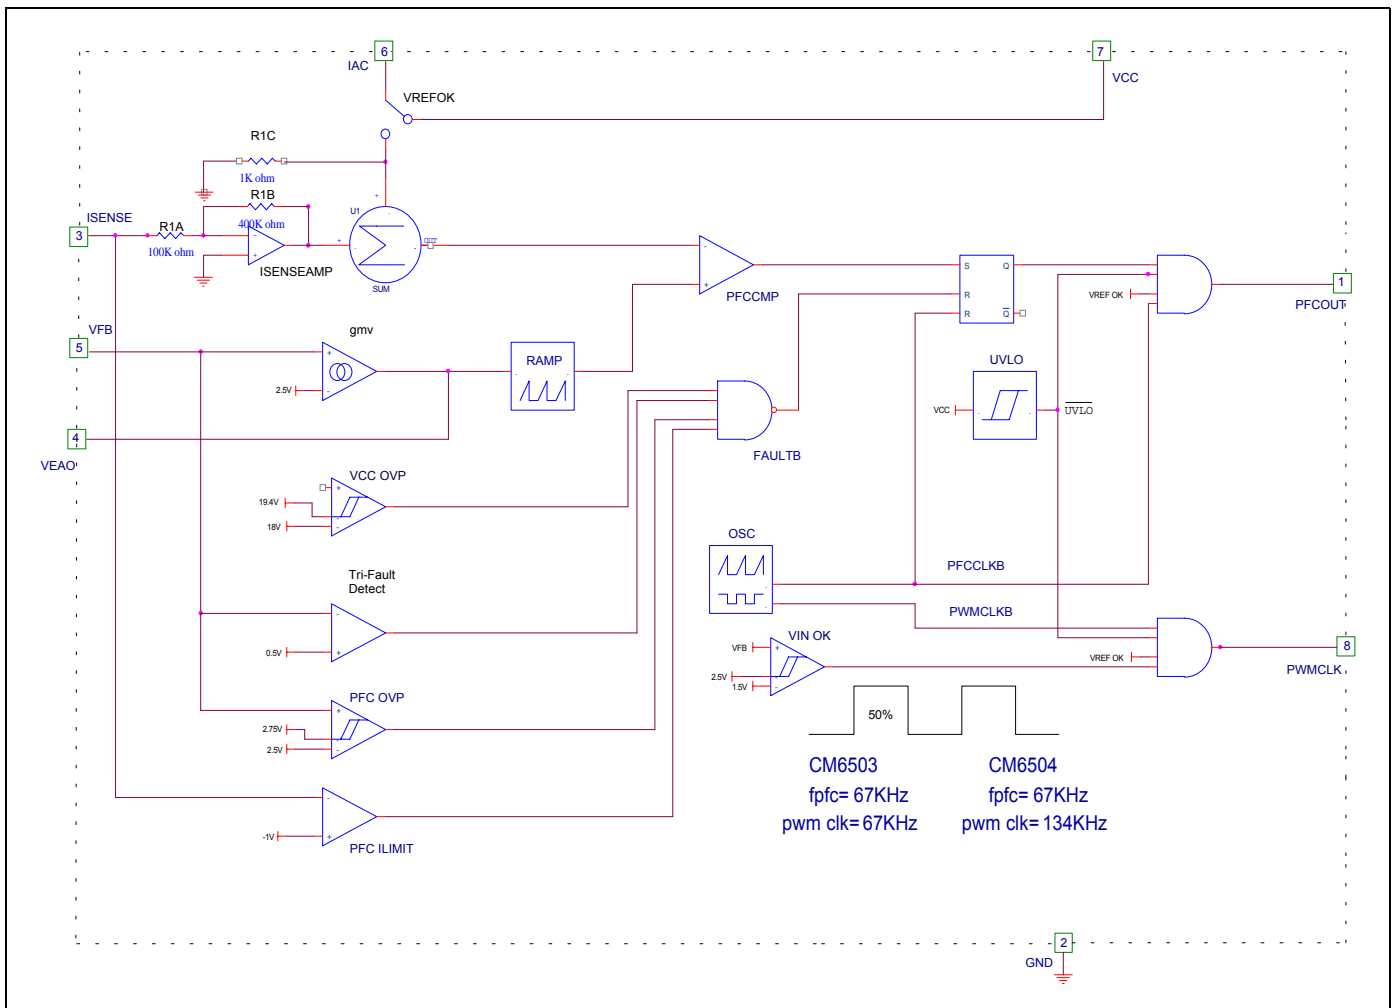 6
IAC
7
VCC
VREFOK
R1C
1K ohm
R1B
400K ohm
3
ISENSE
R1A
100K ohm
-
+
ISENSEAMP
+
U1
+
-
-
-
OUT
SUM
-
+
PFCCMP
S
R
R
Q
Q
VREF OK
1
PFCOUT
5
VFB
gmv
+
-
2.5V
RAMP
-
-
4
VEAO
FAULTB
UVLO
VCC
-
-
UVLO
VCC OVP
+
-
-
19.4V
18V
Tri-Fault
Detect
-
+
0.5V
OSC
-
-
PFCCLKB
PWMCLKB
VIN OK
VFB
+
-
-
2.5V
1.5V
VREF OK
8
PWMCLK
PFC OVP
+
-
-
2.75V
2.5V
50%
CM6503
fpfc= 67KHz
pwm clk= 67KHz
CM6504
fpfc= 67KHz
pwm clk= 134KHz
-
+
-1V
PFC ILIMIT
2
GND